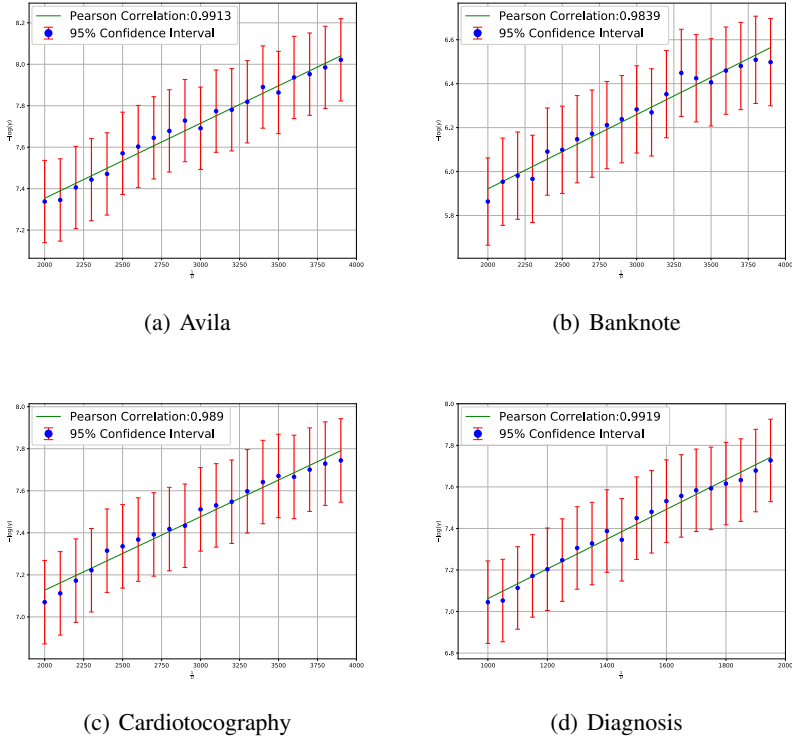 Pearson Correlation:0.9913
95% Confidence Interval
8.2
8.0
7.8
7.6
7.4
7.2
−log(y)
2000 2250 2500 2750 3000 3250 3500 3750 4000
(a) Avila
Pearson Correlation:0.9839
95% Confidence Interval
6.6
6.4
6.2
6.0
5.8
−log(y)
2000 2250 2500 2750 3000 3250 3500 3750 4000
(b) Banknote
Pearson Correlation:0.989
95% Confidence Interval
8.0
7.8
7.6
7.4
7.2
7.0
−log(y)
2000 2250 2500 2750 3000 3250 3500 3750 4000
(c) Cardiotocography
Pearson Correlation:0.9919
95% Confidence Interval
8.0
7.8
7.6
7.4
7.2
7.0
6.8
−log(y)
1000 1200 1400 1600 1800 2000
(d) Diagnosis